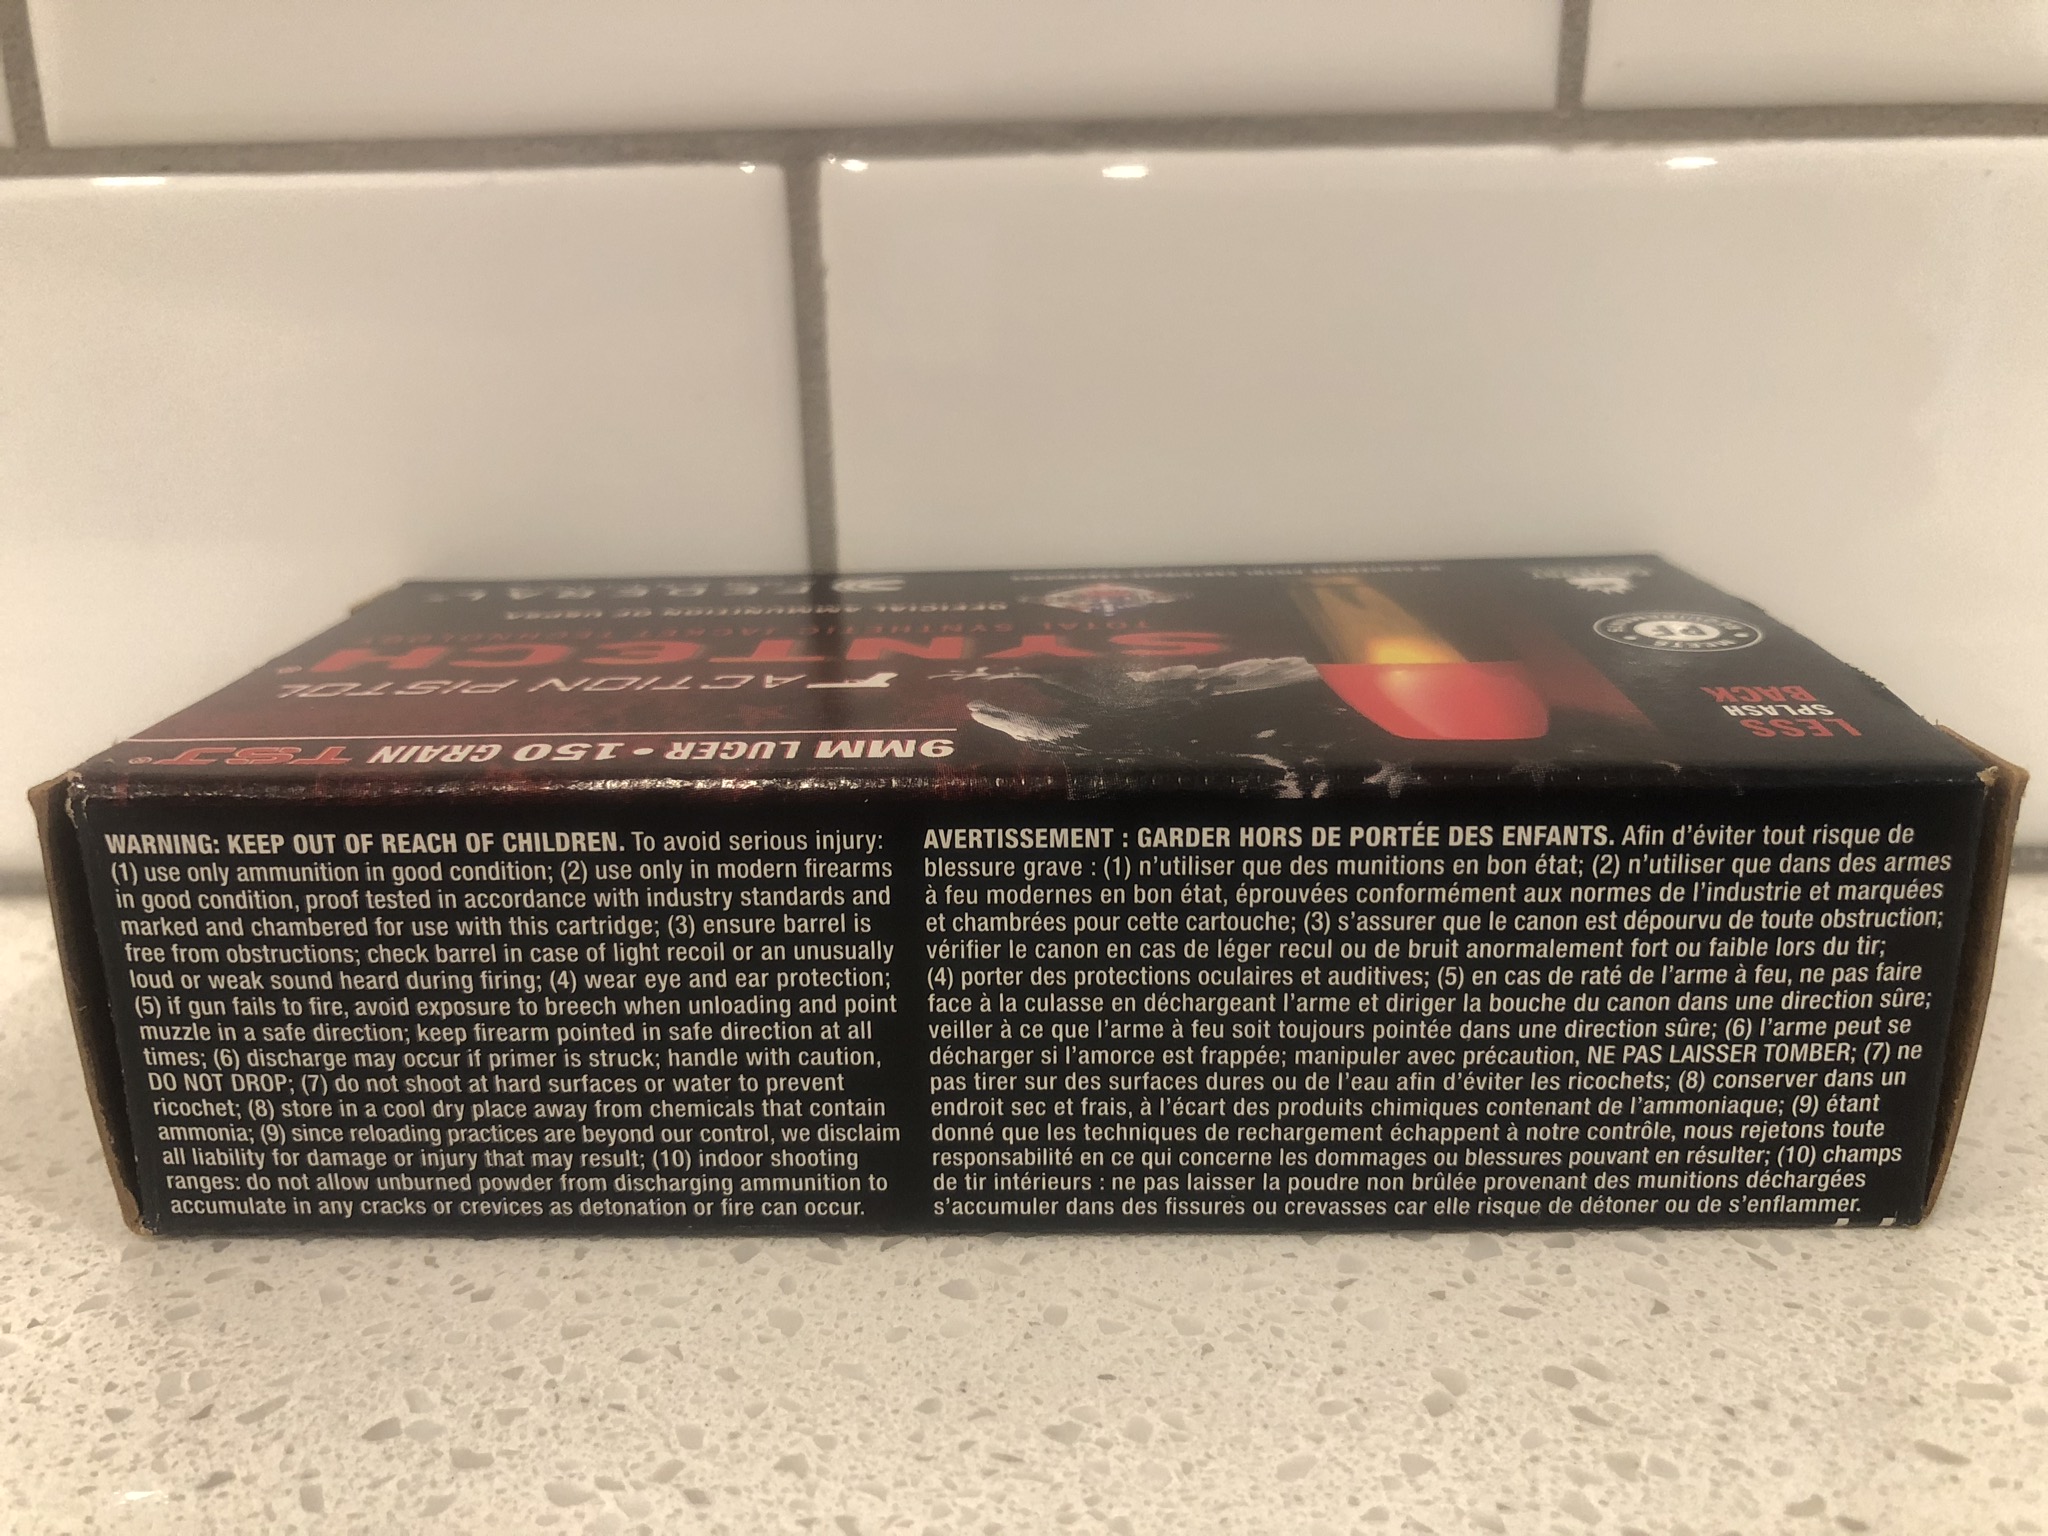 FEDERAL
OFFICIAL AMMUNITION OF USCCA
TOTAL SYNTHETIC JACKET TECHNOLOGY
SYNTECH®
ACTION PISTOL
9MM LUGER • 150 GRAIN TSJ®
MEETS
PF
LESS
SPLASH
BACK
WARNING: KEEP OUT OF REACH OF CHILDREN. To avoid serious injury:
(1) use only ammunition in good condition; (2) use only in modern firearms
in good condition, proof tested in accordance with industry standards and
marked and chambered for use with this cartridge; (3) ensure barrel is
free from obstructions; check barrel in case of light recoil or an unusually
loud or weak sound heard during firing; (4) wear eye and ear protection;
(5) if gun fails to fire, avoid exposure to breech when unloading and point
muzzle in a safe direction; keep firearm pointed in safe direction at all
times; (6) discharge may occur if primer is struck; handle with caution,
DO NOT DROP; (7) do not shoot at hard surfaces or water to prevent
ricochet; (8) store in a cool dry place away from chemicals that contain
ammonia; (9) since reloading practices are beyond our control, we disclaim
all liability for damage or injury that may result; (10) indoor shooting
ranges: do not allow unburned powder from discharging ammunition to
accumulate in any cracks or crevices as detonation or fire can occur.
AVERTISSEMENT : GARDER HORS DE PORTÉE DES ENFANTS. Afin d'éviter tout risque de
blessure grave : (1) n'utiliser que des munitions en bon état; (2) n'utiliser que dans des armes
à feu modernes en bon état, éprouvées conformément aux normes de l'industrie et marquées
et chambrées pour cette cartouche; (3) s'assurer que le canon est dépourvu de toute obstruction;
vérifier le canon en cas de léger recul ou de bruit anormalement fort ou faible lors du tir;
(4) porter des protections oculaires et auditives; (5) en cas de raté de l'arme à feu, ne pas faire
face à la culasse en déchargeant l'arme et diriger la bouche du canon dans une direction sûre;
veiller à ce que l'arme à feu soit toujours pointée dans une direction sûre; (6) l'arme peut se
décharger si l'amorce est frappée; manipuler avec précaution, NE PAS LAISSER TOMBER; (7) ne
pas tirer sur des surfaces dures ou de l'eau afin d'éviter les ricochets; (8) conserver dans un
endroit sec et frais, à l'écart des produits chimiques contenant de l'ammoniaque; (9) étant
donné que les techniques de rechargement échappent à notre contrôle, nous rejetons toute
responsabilité en ce qui concerne les dommages ou blessures pouvant en résulter; (10) champs
de tir intérieurs : ne pas laisser la poudre non brûlée provenant des munitions déchargées
s'accumuler dans des fissures ou crevasses car elle risque de détoner ou de s'enflammer.